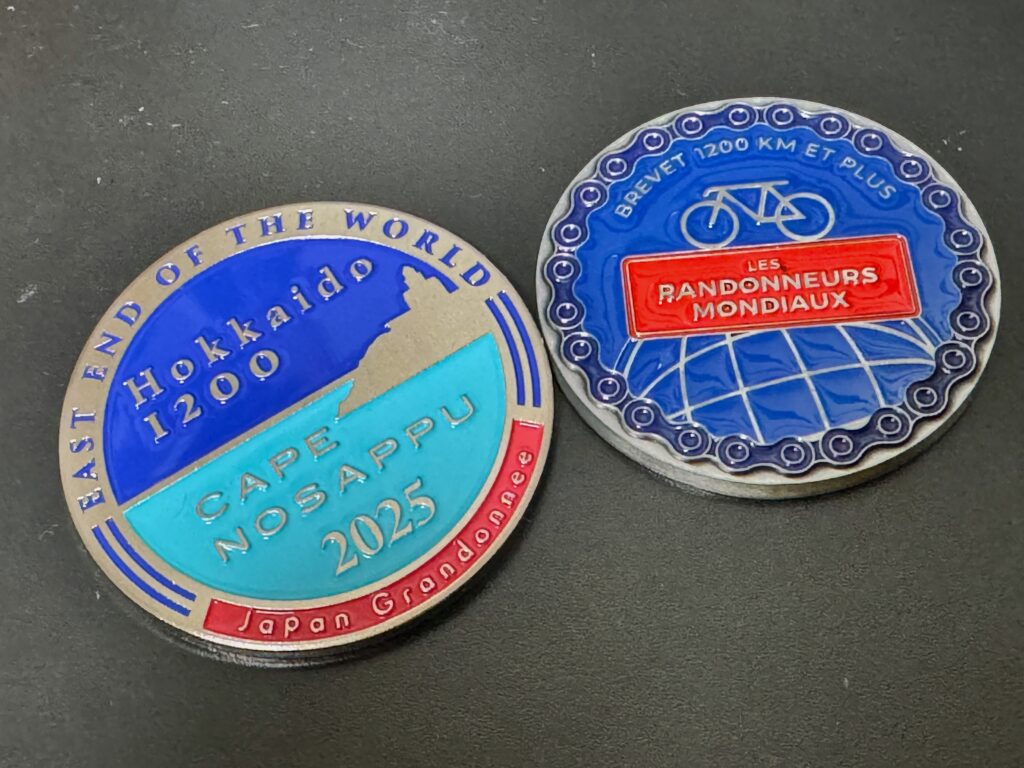 EAST END OF THE WORLD
Hokkaido
1200
CAPE
NOSAPPU
2025
Japan Grandonnee
BREVET 1200 KM ET PLUS
LES
RANDONNEURS
MONDIAUX